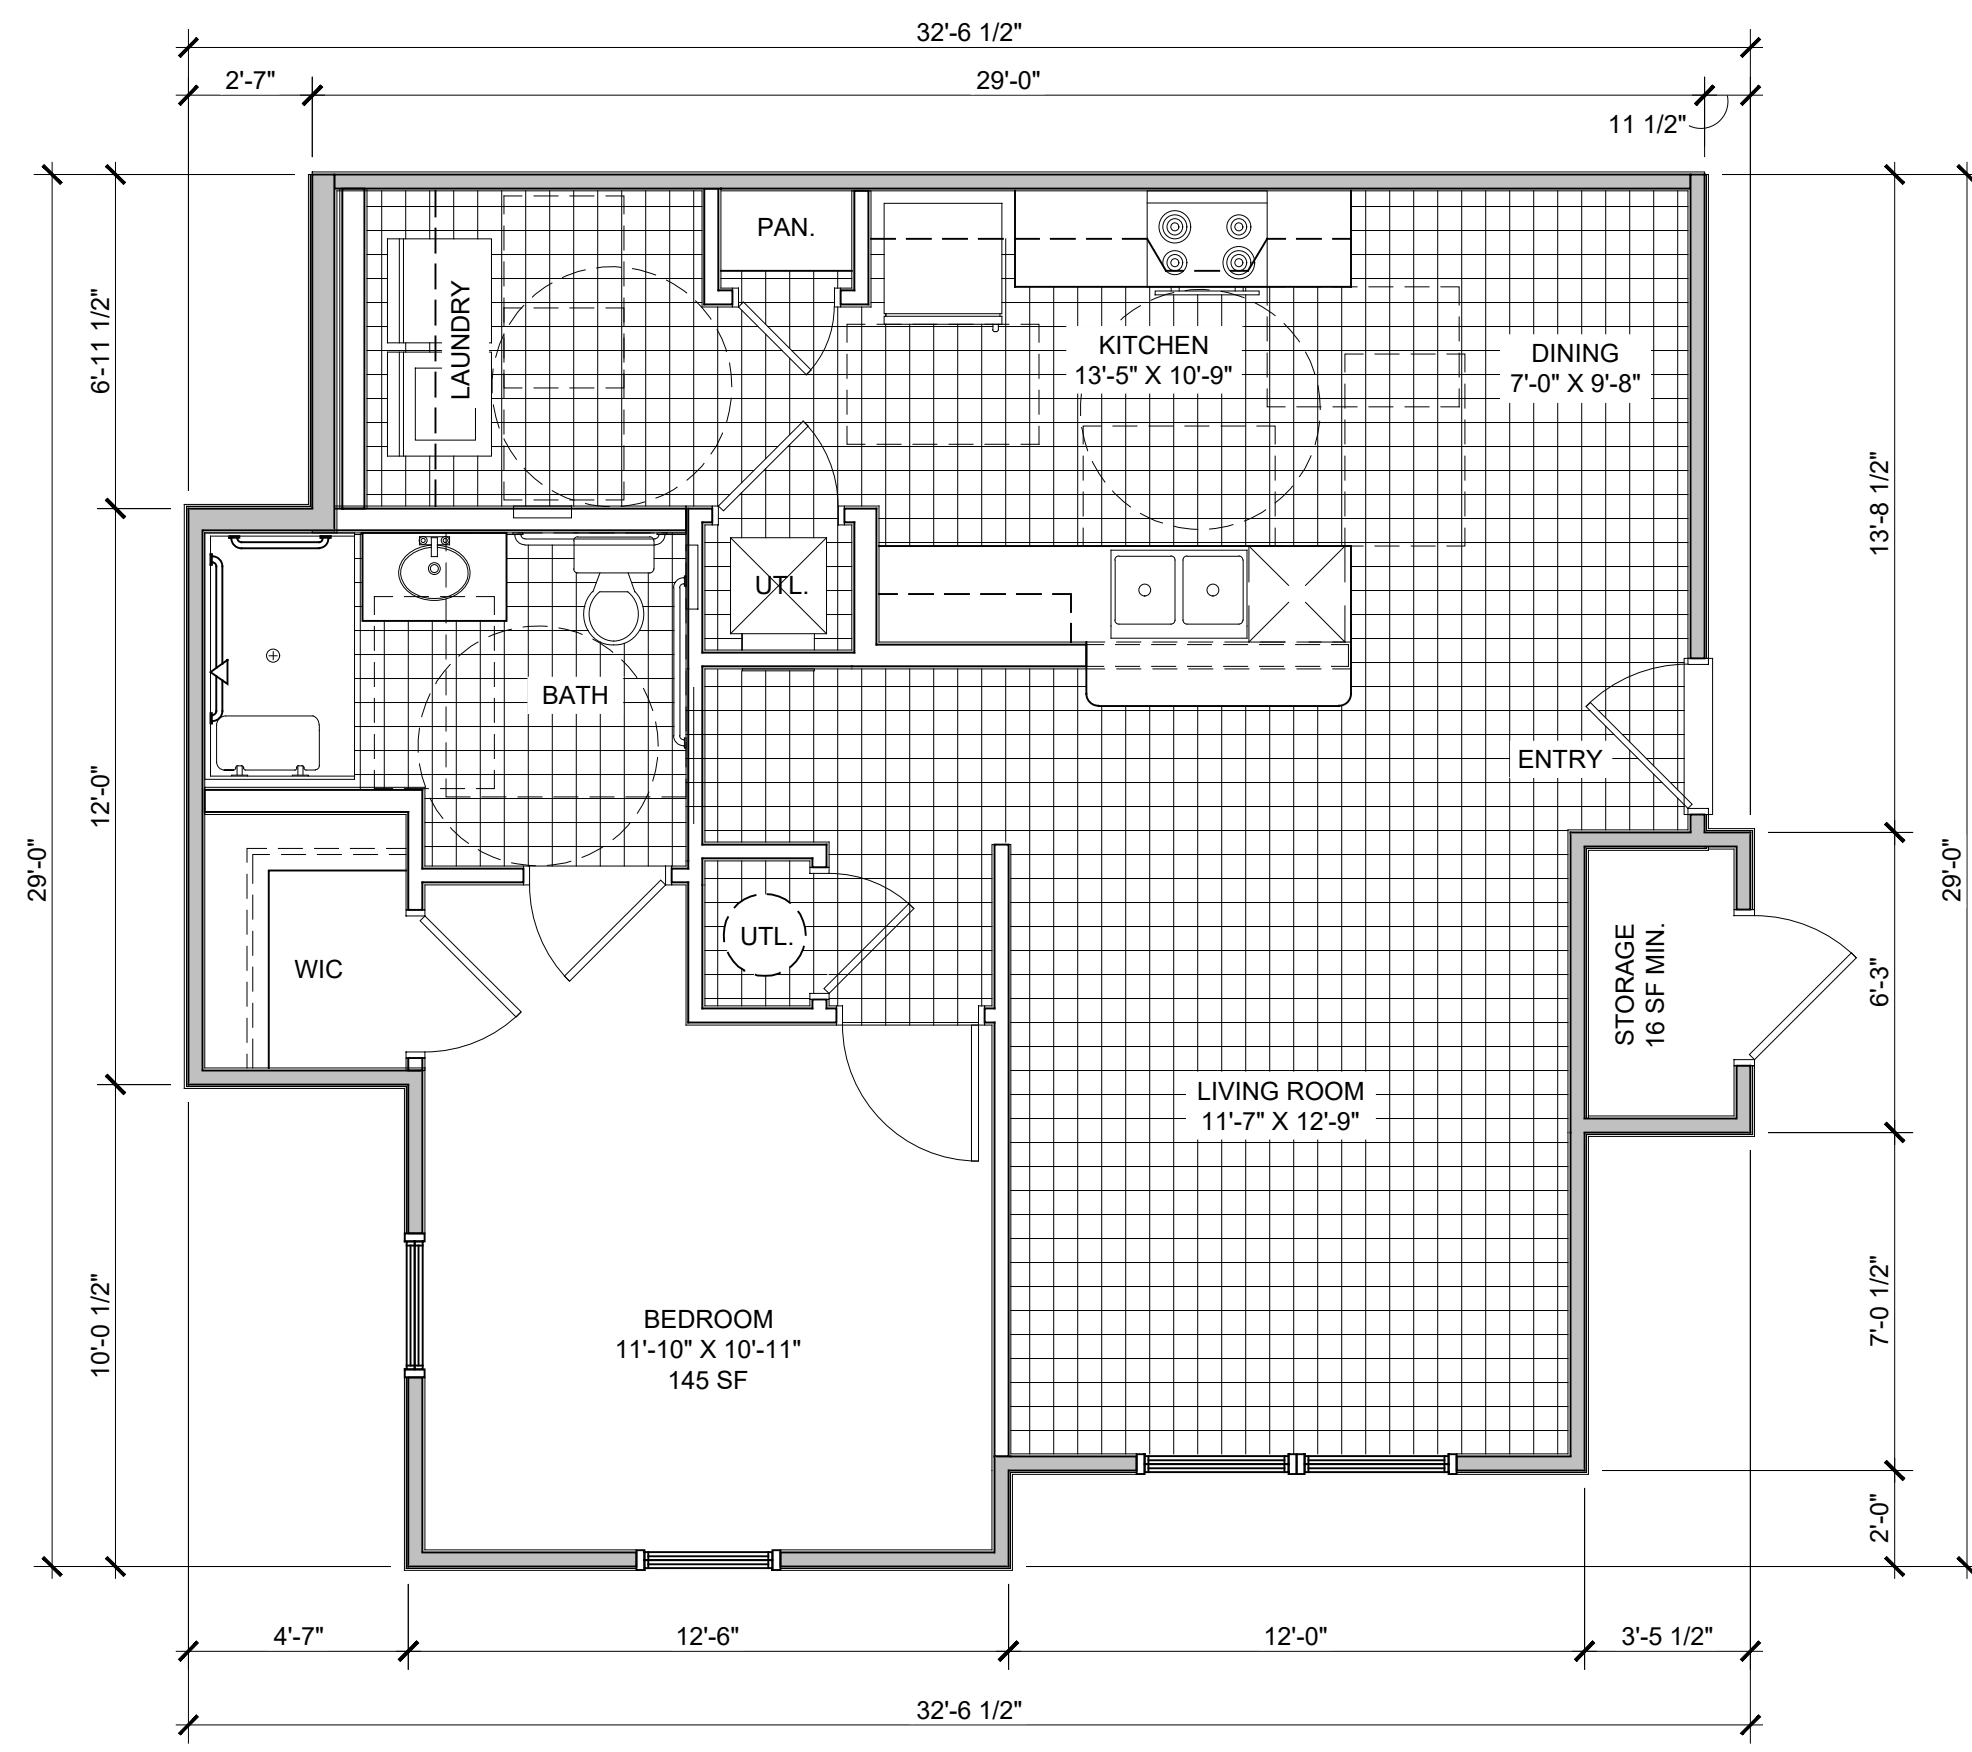 32'-6 1/2"
2'-7"
29'-0"
11 1/2"
PAN.
LAUNDRY
6'-11 1/2"
KITCHEN
13'-5" X 10'-9"
DINING
7'-0" X 9'-8"
13'-8 1/2"
UTL.
BATH
ENTRY
12'-0"
29'-0"
29'-0"
UTL.
WIC
STORAGE
16 SF MIN.
6'-3"
LIVING ROOM
11'-7" X 12'-9"
10'-0 1/2"
BEDROOM
11'-10" X 10'-11"
145 SF
7'-0 1/2"
2'-0"
4'-7"
12'-6"
12'-0"
3'-5 1/2"
32'-6 1/2"